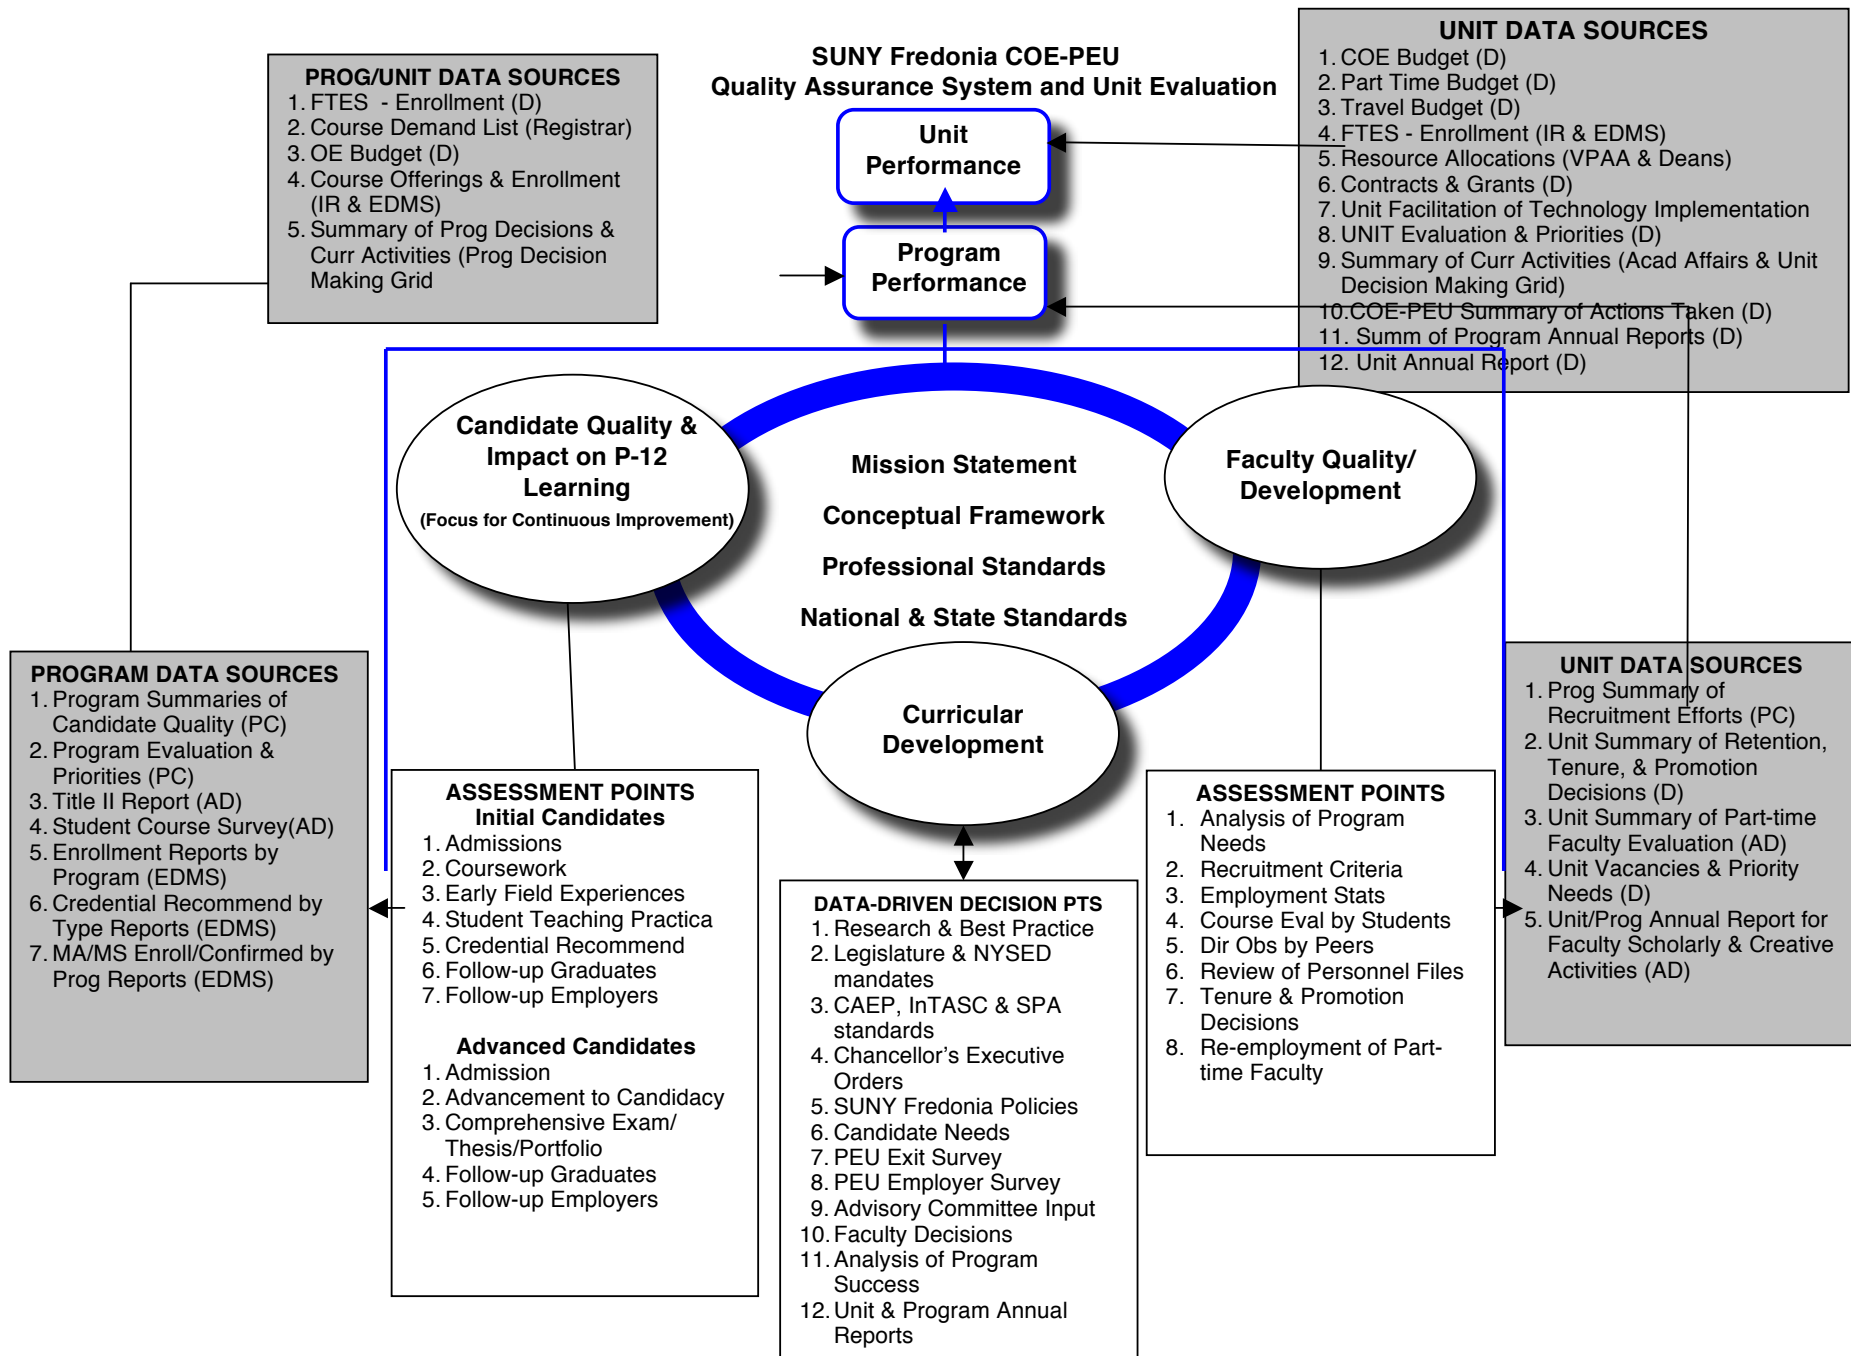 SUNY Fredonia COE-PEU
Quality Assurance System and Unit Evaluation
PROG/UNIT DATA SOURCES
1. FTES - Enrollment (D)
2. Course Demand List (Registrar)
3. OE Budget (D)
4. Course Offerings & Enrollment
(IR & EDMS)
5. Summary of Prog Decisions &
Curr Activities (Prog Decision
Making Grid
Unit
Performance
Program
Performance
UNIT DATA SOURCES
1. COE Budget (D)
2. Part Time Budget (D)
3. Travel Budget (D)
4. FTES - Enrollment (IR & EDMS)
5. Resource Allocations (VPAA & Deans)
6. Contracts & Grants (D)
7. Unit Facilitation of Technology Implementation
8. UNIT Evaluation & Priorities (D)
9. Summary of Curr Activities (Acad Affairs & Unit
Decision Making Grid)
10.COE-PEU Summary of Actions Taken (D)
11. Summ of Program Annual Reports (D)
12. Unit Annual Report (D)
Candidate Quality &
Impact on P-12
Learning
(Focus for Continuous Improvement)
Mission Statement
Conceptual Framework
Professional Standards
National & State Standards
Faculty Quality/
Development
Curricular
Development
PROGRAM DATA SOURCES
1. Program Summaries of
Candidate Quality (PC)
2. Program Evaluation &
Priorities (PC)
3. Title II Report (AD)
4. Student Course Survey(AD)
5. Enrollment Reports by
Program (EDMS)
6. Credential Recommend by
Type Reports (EDMS)
7. MA/MS Enroll/Confirmed by
Prog Reports (EDMS)
ASSESSMENT POINTS
Initial Candidates
1. Admissions
2. Coursework
3. Early Field Experiences
4. Student Teaching Practica
5. Credential Recommend
6. Follow-up Graduates
7. Follow-up Employers
Advanced Candidates
1. Admission
2. Advancement to Candidacy
3. Comprehensive Exam/
Thesis/Portfolio
4. Follow-up Graduates
5. Follow-up Employers
DATA-DRIVEN DECISION PTS
1. Research & Best Practice
2. Legislature & NYSED
mandates
3. CAEP, InTASC & SPA
standards
4. Chancellor's Executive
Orders
5. SUNY Fredonia Policies
6. Candidate Needs
7. PEU Exit Survey
8. PEU Employer Survey
9. Advisory Committee Input
10. Faculty Decisions
11. Analysis of Program
Success
12. Unit & Program Annual
Reports
ASSESSMENT POINTS
1. Analysis of Program
Needs
2. Recruitment Criteria
3. Employment Stats
4. Course Eval by Students
5. Dir Obs by Peers
6. Review of Personnel Files
7. Tenure & Promotion
Decisions
8. Re-employment of Part-
time Faculty
UNIT DATA SOURCES
1. Prog Summary of
Recruitment Efforts (PC)
2. Unit Summary of Retention,
Tenure, & Promotion
Decisions (D)
3. Unit Summary of Part-time
Faculty Evaluation (AD)
4. Unit Vacancies & Priority
Needs (D)
5. Unit/Prog Annual Report for
Faculty Scholarly & Creative
Activities (AD)